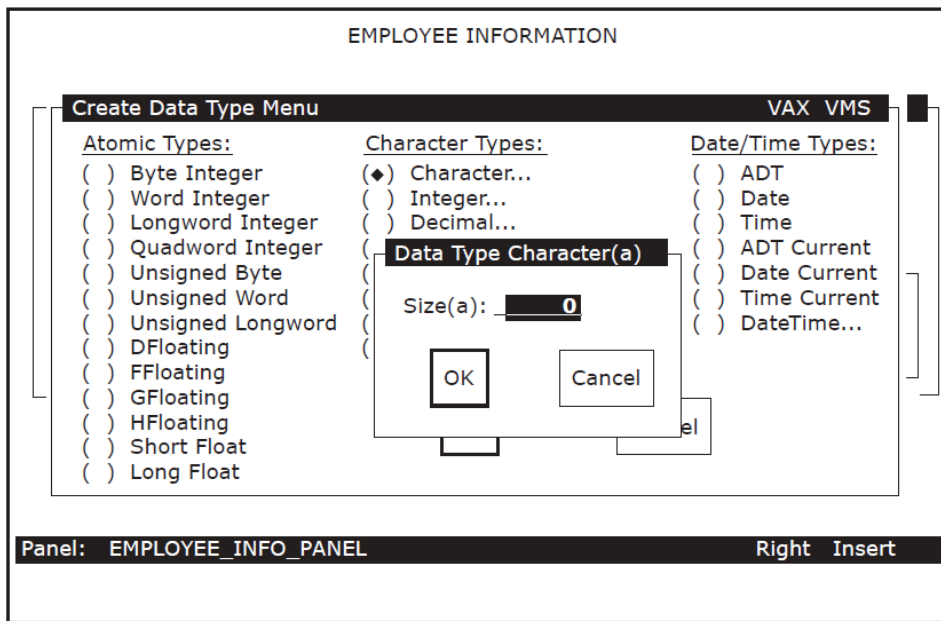 EMPLOYEE INFORMATION
Create Data Type Menu VAX VMS
Atomic Types: Character Types: Date/Time Types:
( ) Byte Integer (◆) Character... ( ) ADT
( ) Word Integer ( ) Integer... ( ) Date
( ) Longword Integer ( ) Decimal... ( ) Time
( ) Quadword Integer ( ( ) ADT Current
Data Type Character(a)
( ) Unsigned Byte ( ( ) Date Current
( ) Unsigned Word ( ( ) Time Current
Size(a): 0
( ) Unsigned Longword ( ( ) DateTime...
( ) DFloating (
( ) FFloating
OK Cancel
( ) GFloating
( ) HFloating
el
( ) Short Float
( ) Long Float
Panel: EMPLOYEE_INFO_PANEL Right Insert